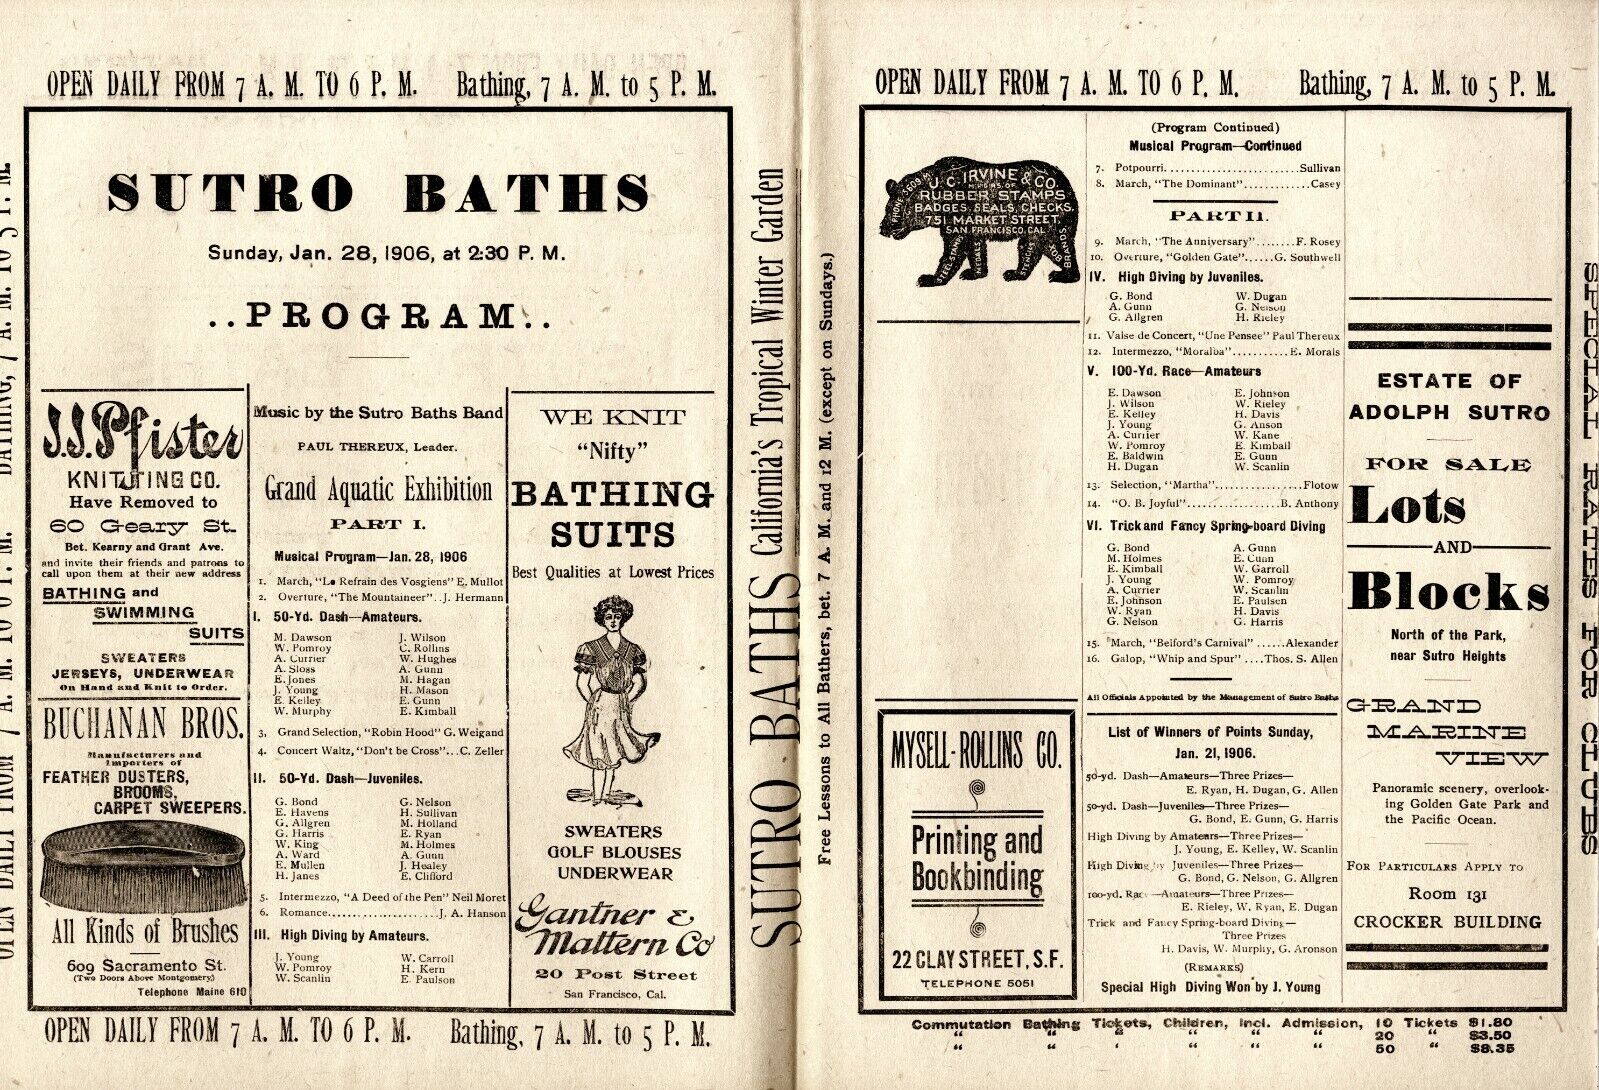 OPEN DAILY FROM 7 A. M. TO 6 P. M. Bathing, 7 A. M. to 5 P. M.
SUTRO BATHS
Sunday, Jan. 28, 1906, at 2:30 P. M.
..PROGRAM..
J.J. Pfister
KNITTING CO.
Have Removed to
60 Geary St.
Bet. Kearny and Grant Ave.
and invite their friends and patrons to
call upon them at their new address
BATHING and
SWIMMING
SUITS
SWEATERS
JERSEYS, UNDERWEAR
On Hand and Knit to Order.
BUCHANAN BROS.
Manufacturers and
Importers of
FEATHER DUSTERS,
BROOMS,
CARPET SWEEPERS.
All Kinds of Brushes
609 Sacramento St.
(Two Doors Above Montgomery)
Telephone Maine 610
Music by the Sutro Baths Band
PAUL THEREUX, Leader.
Grand Aquatic Exhibition
PART I.
Musical Program—Jan. 28, 1906
1. March, "Le Refrain des Vosgiens" E. Mullot
2. Overture, "The Mountaineer"..J. Hermann
I. 50-Yd. Dash—Amateurs.
M. Dawson J. Wilson
W. Pomroy C. Rollins
A. Currier W. Hughes
A. Sloss A. Gunn
E. Jones M. Hagan
J. Young H. Mason
E. Kelley E. Gunn
W. Murphy E. Kimball
3. Grand Selection, "Robin Hood" G. Weigand
4. Concert Waltz, "Don't be Cross"...C. Zeller
II. 50-Yd. Dash—Juveniles.
G. Bond G. Nelson
E. Havens H. Sullivan
G. Allgren M. Holland
G. Harris E. Ryan
W. King M. Holmes
A. Ward A. Gunn
E. Mullen J. Healey
H. Janes E. Clifford
5. Intermezzo, "A Deed of the Pen" Neil Moret
6. Romance......................J. A. Hanson
III. High Diving by Amateurs.
J. Young W. Carroll
W. Pomroy H. Kern
W. Scanlin E. Paulson
WE KNIT
"Nifty"
BATHING
SUITS
Best Qualities at Lowest Prices
SWEATERS
GOLF BLOUSES
UNDERWEAR
Gantner &
Mattern Co
20 Post Street
San Francisco, Cal.
OPEN DAILY FROM 7 A. M. TO 6 P. M. Bathing, 7 A. M. to 5 P. M.
OPEN DAILY FROM 7 A. M. TO 6 P. M. BATHING, 7 A. M. TO 5 P. M.
SUTRO BATHS California's Tropical Winter Garden
Free Lessons to All Bathers, bet. 7 A. M. and 12 M. (except on Sundays.)
OPEN DAILY FROM 7 A. M. TO 6 P. M. Bathing, 7 A. M. to 5 P. M.
PHONE 5608 M
J. C. IRVINE & CO.
M'F'RS. OF
RUBBER STAMPS
BADGES, SEALS, CHECKS.
751 MARKET STREET,
SAN FRANCISCO, CAL.
STEEL STAMPS
MEDALS
STENCILS
BOX BRANDS
MYSELL-ROLLINS CO.
Printing and
Bookbinding
22 CLAY STREET, S.F.
TELEPHONE 5051
(Program Continued)
Musical Program—Continued
7. Potpourri..........................Sullivan
8. March, "The Dominant".............Casey
PART II.
9. March, "The Anniversary"........F. Rosey
10. Overture, "Golden Gate"......G. Southwell
IV. High Diving by Juveniles.
G. Bond W. Dugan
A. Gunn G. Nelson
G. Allgren H. Rieley
11. Valse de Concert, "Une Pensee" Paul Thereux
12. Intermezzo, "Moralba"...........E. Morais
V. 100-Yd. Race—Amateurs
E. Dawson E. Johnson
J. Wilson W. Rieley
E. Kelley H. Davis
J. Young G. Anson
A. Currier W. Kane
W. Pomroy E. Kimball
E. Baldwin E. Gunn
H. Dugan W. Scanlin
13. Selection, "Martha"................Flotow
14. "O. B. Joyful"................B. Anthony
VI. Trick and Fancy Spring-board Diving
G. Bond A. Gunn
M. Holmes E. Cunn
E. Kimball W. Garroll
J. Young W. Pomroy
A. Currier W. Scanlin
E. Johnson E. Paulsen
W. Ryan H. Davis
G. Nelson G. Harris
15. March, "Belford's Carnival" ......Alexander
16. Galop, "Whip and Spur" ....Thos. S. Allen
All Officials Appointed by the Management of Sutro Baths
List of Winners of Points Sunday,
Jan. 21, 1906.
50-yd. Dash—Amateurs—Three Prizes—
E. Ryan, H. Dugan, G. Allen
50-yd. Dash—Juveniles—Three Prizes—
G. Bond, E. Gunn, G. Harris
High Diving by Amateurs—Three Prizes—
J. Young, E. Kelley, W. Scanlin
High Diving by Juveniles—Three Prizes—
G. Bond, G. Nelson, G. Allgren
100-yd. Race—Amateurs—Three Prizes—
E. Rieley, W. Ryan, E. Dugan
Trick and Fancy Spring-board Diving—
Three Prizes
H. Davis, W. Murphy, G. Aronson
(REMARKS)
Special High Diving Won by J. Young
ESTATE OF
ADOLPH SUTRO
FOR SALE
Lots
AND
Blocks
North of the Park,
near Sutro Heights
GRAND
MARINE
VIEW
Panoramic scenery, overlook-
ing Golden Gate Park and
the Pacific Ocean.
FOR PARTICULARS APPLY TO
Room 131
CROCKER BUILDING
Commutation Bathing Tickets, Children, Incl. Admission, 10 Tickets $1.80
" " " " " " 20 " $3.50
" " ' " " " 50 " $8.35
SPECIAL RATES FOR CLUBS